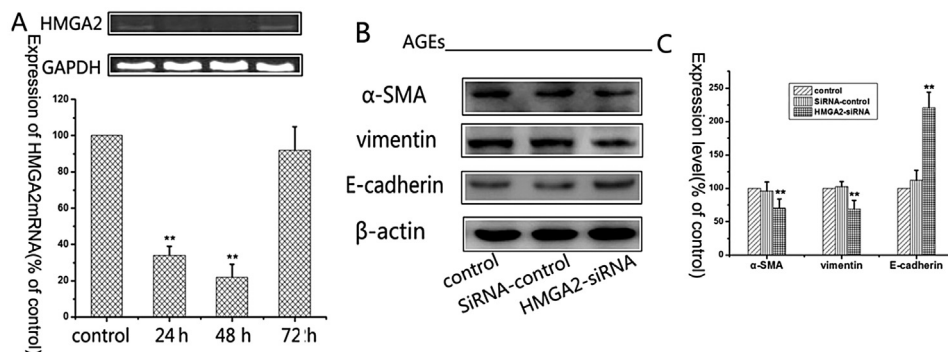 A
HMGA2
GAPDH
Expression of HMGA2mRNA(% of control)
120
100
80
60
40
20
0
control 24 h 48 h 72 h
B
AGEs
α-SMA
vimentin
E-cadherin
β-actin
control
SiRNA-control
HMGA2-siRNA
C
Expression level(% of control)
250
200
150
100
50
0
control
SiRNA-control
HMGA2-siRNA
** ** **
** **
α-SMA vimentin E-cadherin